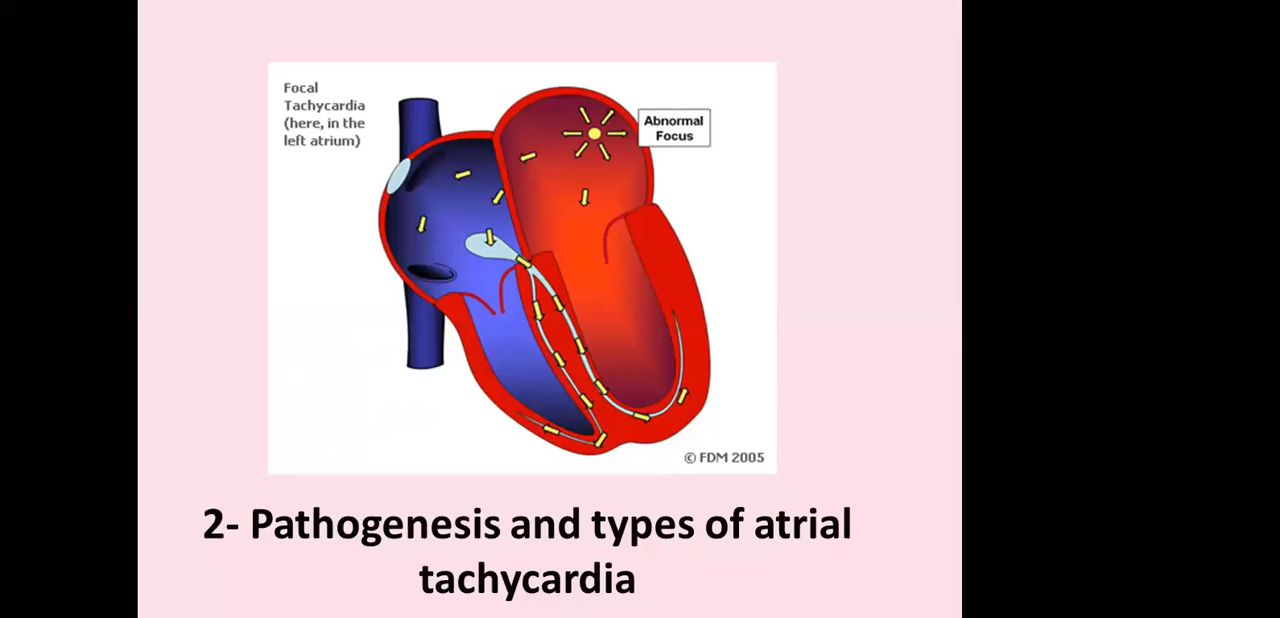 Focal
Tachycardia
(here, in the
left atrium)
Abnormal
Focus
© FDM 2005
2- Pathogenesis and types of atrial
tachycardia